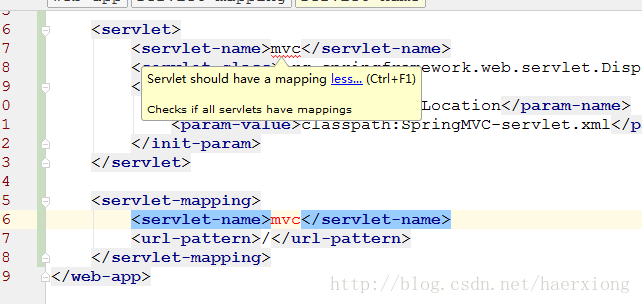 web-app servlet-mapping servlet-name
6 <servlet>
7 <servlet-name>mvc</servlet-name>
8 springframework.web.servlet.Disp
Servlet should have a mapping less... (Ctrl+F1)
9
Checks if all servlets have mappings
0 Location</param-name>
1 <param-value>classpath:SpringMVC-servlet.xml</p
2 </init-param>
3 </servlet>
4
5 <servlet-mapping>
6 <servlet-name>mvc</servlet-name>
7 <url-pattern>/</url-pattern>
8 </servlet-mapping>
9 </web-app>
http://blog.csdn.net/haerxiong